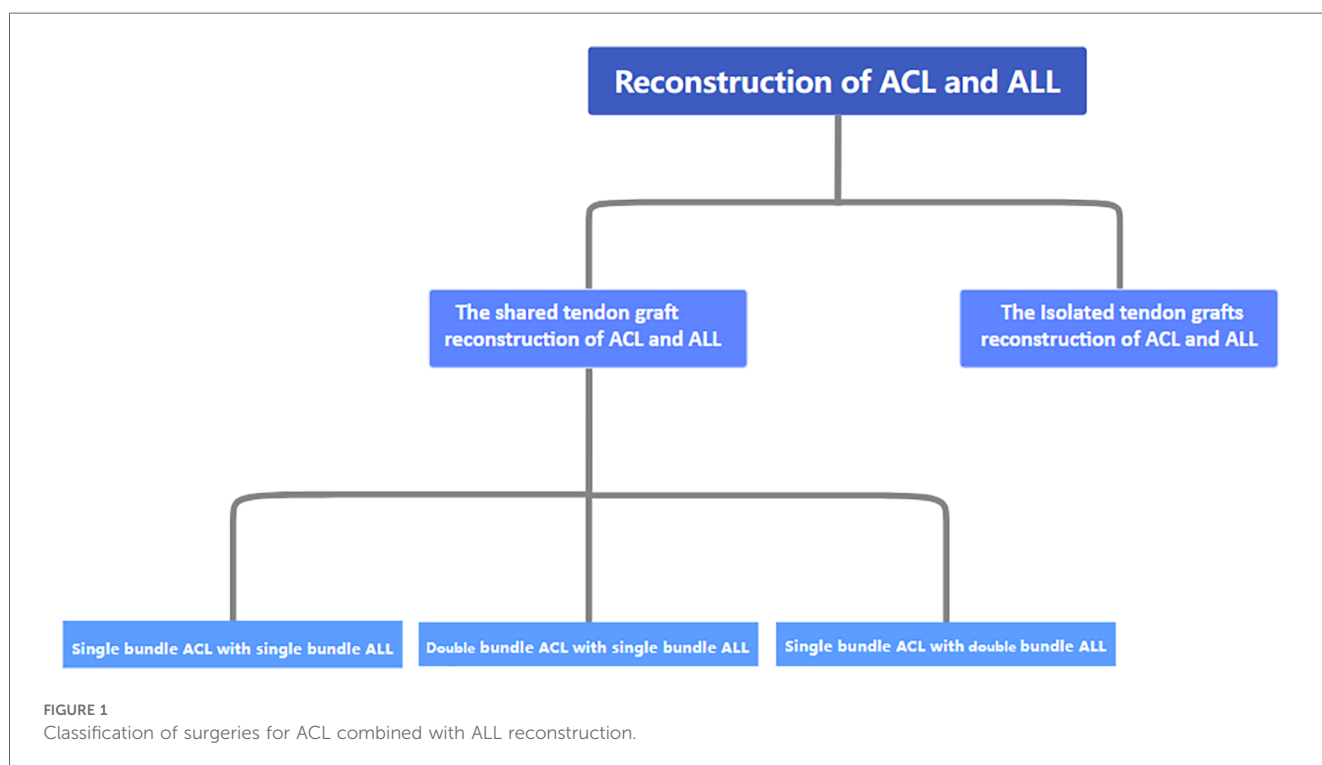 Reconstruction of ACL and ALL
The shared tendon graft
reconstruction of ACL and ALL
The Isolated tendon grafts
reconstruction of ACL and ALL
Single bundle ACL with single bundle ALL
Double bundle ACL with single bundle ALL
Single bundle ACL with double bundle ALL
FIGURE 1
Classification of surgeries for ACL combined with ALL reconstruction.